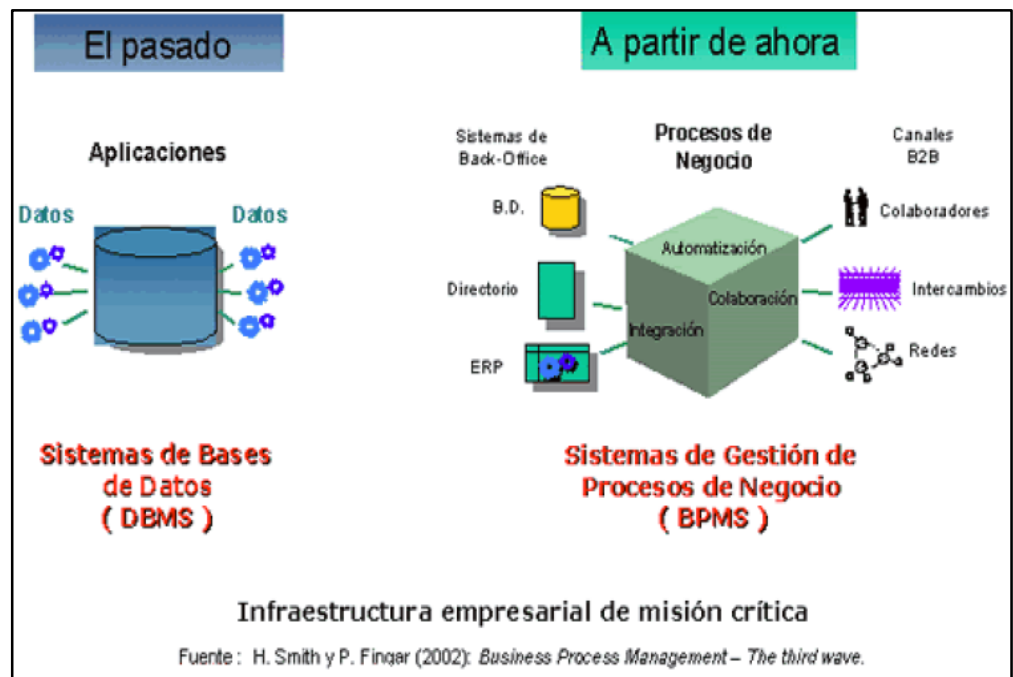 El pasado
A partir de ahora
Aplicaciones
Datos
Datos
Sistemas de Bases
de Datos
( DBMS )
Sistemas de
Back-Office
Procesos de
Negocio
Canales
B2B
B.D.
Directorio
ERP
Automatización
Colaboración
Integración
Colaboradores
Intercambios
Redes
Sistemas de Gestión de
Procesos de Negocio
( BPMS )
Infraestructura empresarial de misión crítica
Fuente : H. Smith y P. Fingar (2002): Business Process Management – The third wave.